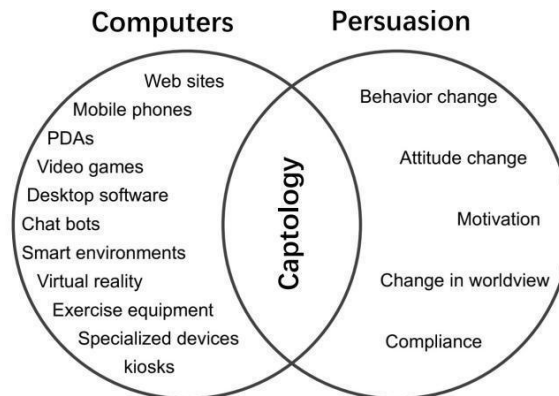 Computers
Persuasion
Web sites
Mobile phones
PDAs
Video games
Desktop software
Chat bots
Smart environments
Virtual reality
Exercise equipment
Specialized devices
kiosks
Captology
Behavior change
Attitude change
Motivation
Change in worldview
Compliance